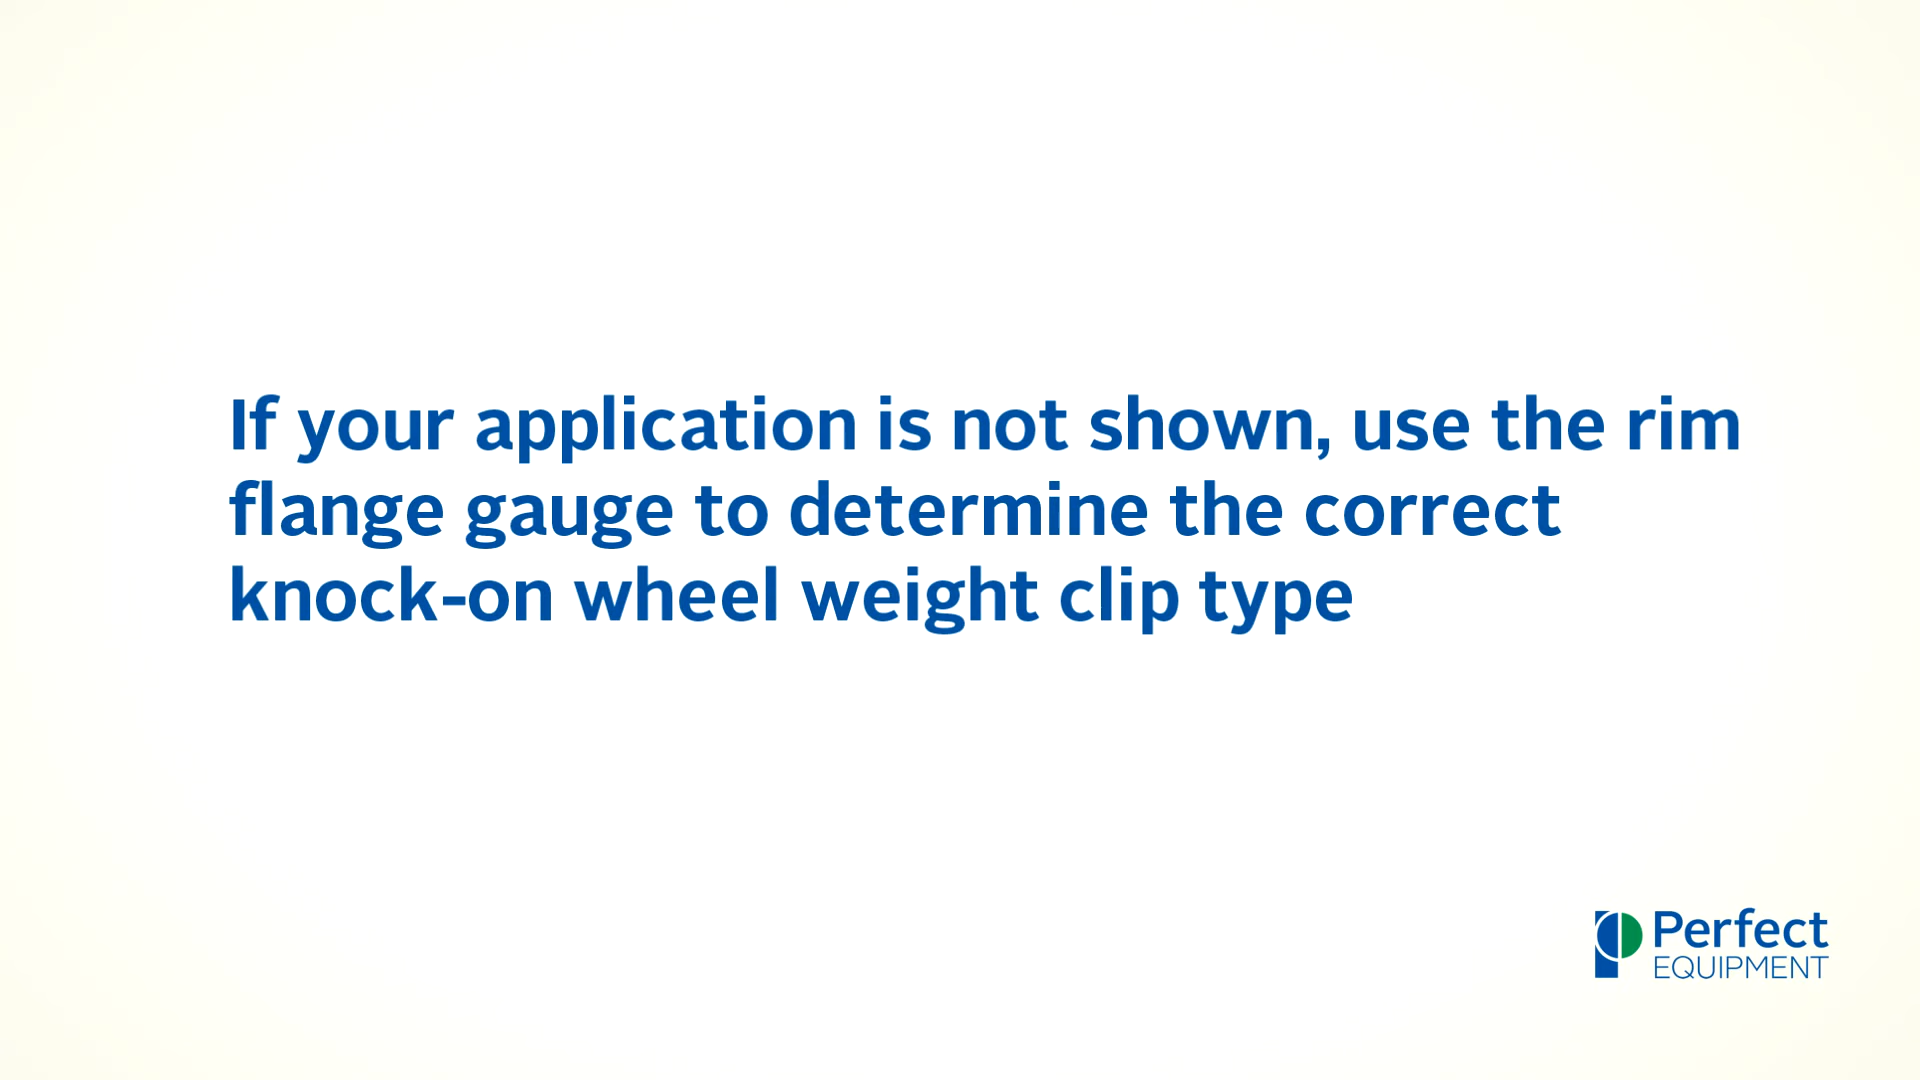 If your application is not shown, use the rim
flange gauge to determine the correct
knock-on wheel weight clip type
Perfect
EQUIPMENT